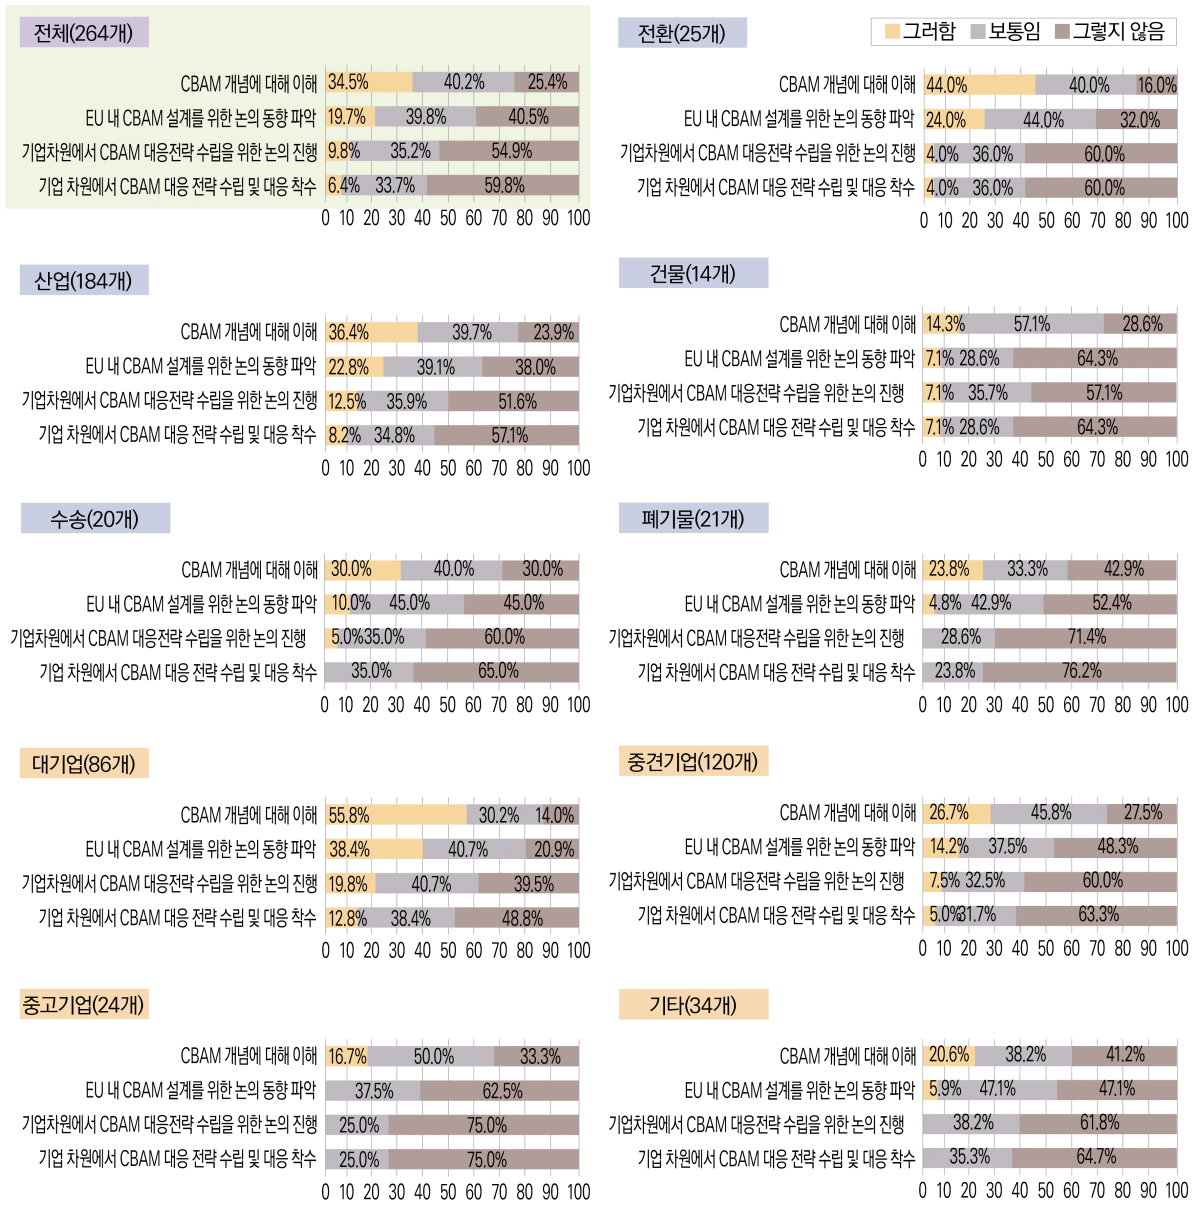 전체(264개)
CBAM 개념에 대해 이해 34.5% 40.2% 25.4%
EU 내 CBAM 설계를 위한 논의 동향 파악 19.7% 39.8% 40.5%
기업차원에서 CBAM 대응전략 수립을 위한 논의 진행 9.8% 35.2% 54.9%
기업 차원에서 CBAM 대응 전략 수립 및 대응 착수 6.4% 33.7% 59.8%
0 10 20 30 40 50 60 70 80 90 100
전환(25개)
그러함 보통임 그렇지 않음
CBAM 개념에 대해 이해 44.0% 40.0% 16.0%
EU 내 CBAM 설계를 위한 논의 동향 파악 24.0% 44.0% 32.0%
기업차원에서 CBAM 대응전략 수립을 위한 논의 진행 4.0% 36.0% 60.0%
기업 차원에서 CBAM 대응 전략 수립 및 대응 착수 4.0% 36.0% 60.0%
0 10 20 30 40 50 60 70 80 90 100
산업(184개)
CBAM 개념에 대해 이해 36.4% 39.7% 23.9%
EU 내 CBAM 설계를 위한 논의 동향 파악 22.8% 39.1% 38.0%
기업차원에서 CBAM 대응전략 수립을 위한 논의 진행 12.5% 35.9% 51.6%
기업 차원에서 CBAM 대응 전략 수립 및 대응 착수 8.2% 34.8% 57.1%
0 10 20 30 40 50 60 70 80 90 100
건물(14개)
CBAM 개념에 대해 이해 14.3% 57.1% 28.6%
EU 내 CBAM 설계를 위한 논의 동향 파악 7.1% 28.6% 64.3%
기업차원에서 CBAM 대응전략 수립을 위한 논의 진행 7.1% 35.7% 57.1%
기업 차원에서 CBAM 대응 전략 수립 및 대응 착수 7.1% 28.6% 64.3%
0 10 20 30 40 50 60 70 80 90 100
수송(20개)
CBAM 개념에 대해 이해 30.0% 40.0% 30.0%
EU 내 CBAM 설계를 위한 논의 동향 파악 10.0% 45.0% 45.0%
기업차원에서 CBAM 대응전략 수립을 위한 논의 진행 5.0% 35.0% 60.0%
기업 차원에서 CBAM 대응 전략 수립 및 대응 착수 35.0% 65.0%
0 10 20 30 40 50 60 70 80 90 100
폐기물(21개)
CBAM 개념에 대해 이해 23.8% 33.3% 42.9%
EU 내 CBAM 설계를 위한 논의 동향 파악 4.8% 42.9% 52.4%
기업차원에서 CBAM 대응전략 수립을 위한 논의 진행 28.6% 71.4%
기업 차원에서 CBAM 대응 전략 수립 및 대응 착수 23.8% 76.2%
0 10 20 30 40 50 60 70 80 90 100
대기업(86개)
CBAM 개념에 대해 이해 55.8% 30.2% 14.0%
EU 내 CBAM 설계를 위한 논의 동향 파악 38.4% 40.7% 20.9%
기업차원에서 CBAM 대응전략 수립을 위한 논의 진행 19.8% 40.7% 39.5%
기업 차원에서 CBAM 대응 전략 수립 및 대응 착수 12.8% 38.4% 48.8%
0 10 20 30 40 50 60 70 80 90 100
중견기업(120개)
CBAM 개념에 대해 이해 26.7% 45.8% 27.5%
EU 내 CBAM 설계를 위한 논의 동향 파악 14.2% 37.5% 48.3%
기업차원에서 CBAM 대응전략 수립을 위한 논의 진행 7.5% 32.5% 60.0%
기업 차원에서 CBAM 대응 전략 수립 및 대응 착수 5.0% 31.7% 63.3%
0 10 20 30 40 50 60 70 80 90 100
중고기업(24개)
CBAM 개념에 대해 이해 16.7% 50.0% 33.3%
EU 내 CBAM 설계를 위한 논의 동향 파악 37.5% 62.5%
기업차원에서 CBAM 대응전략 수립을 위한 논의 진행 25.0% 75.0%
기업 차원에서 CBAM 대응 전략 수립 및 대응 착수 25.0% 75.0%
0 10 20 30 40 50 60 70 80 90 100
기타(34개)
CBAM 개념에 대해 이해 20.6% 38.2% 41.2%
EU 내 CBAM 설계를 위한 논의 동향 파악 5.9% 47.1% 47.1%
기업차원에서 CBAM 대응전략 수립을 위한 논의 진행 38.2% 61.8%
기업 차원에서 CBAM 대응 전략 수립 및 대응 착수 35.3% 64.7%
0 10 20 30 40 50 60 70 80 90 100